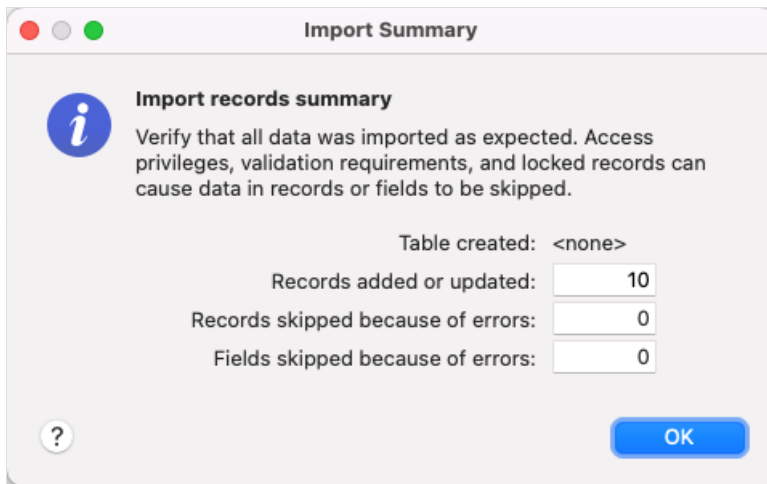 Import Summary
Import records summary
Verify that all data was imported as expected. Access
privileges, validation requirements, and locked records can
cause data in records or fields to be skipped.
Table created: <none>
Records added or updated: 10
Records skipped because of errors: 0
Fields skipped because of errors: 0
? OK